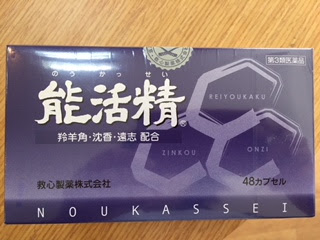 第3類医薬品
のうかっせい
能活精®
羚羊角・沈香・遠志 配合
REIYOUKAKU
ZINKOU
ONZI
救心製薬株式会社
48カプセル
NOUKASSEI